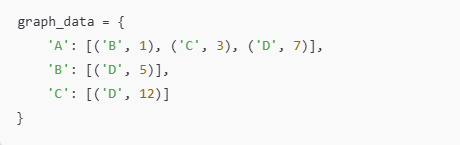 graph_data = {
    'A': [('B', 1), ('C', 3), ('D', 7)],
    'B': [('D', 5)],
    'C': [('D', 12)]
}